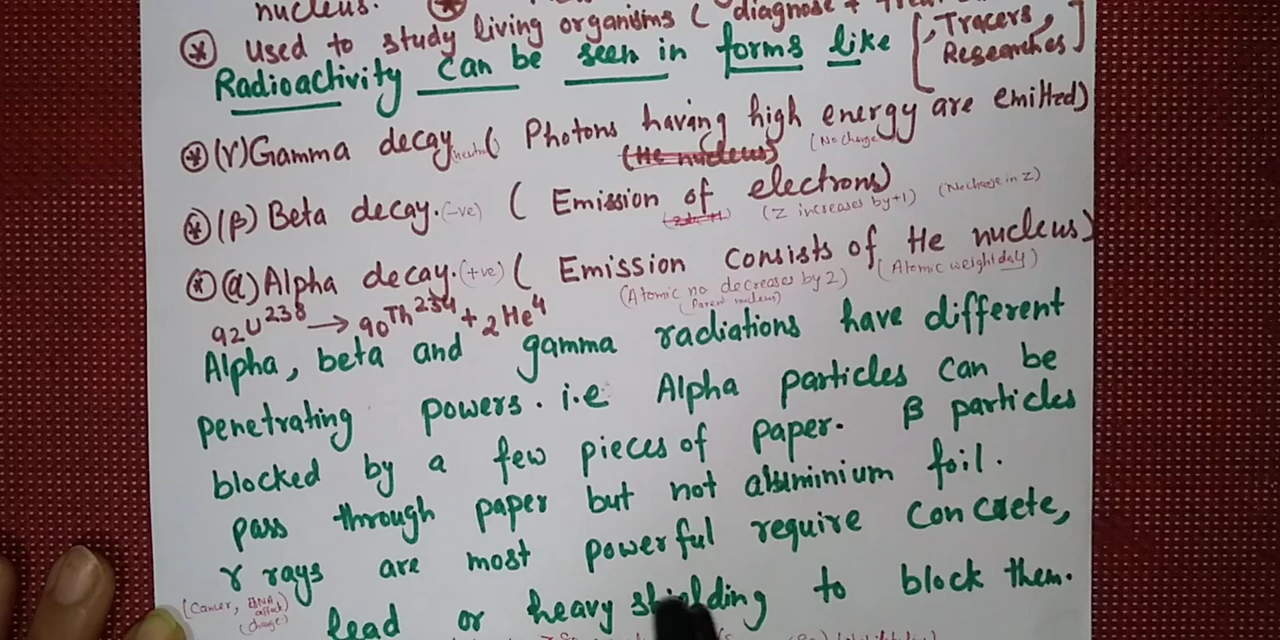 nucleus.
Used to study living organisms ( diagnose + [Tracers, Researches]
Radioactivity can be seen in forms like
(γ) Gamma decay ( Photons having high energy are emitted)
(He nucleus) (No change
(β) Beta decay. (-ve) ( Emission of electrons)
(Z increases by +1) (No change in Z)
(α) Alpha decay. (+ve) ( Emission consists of He nucleus)
(Atomic no decreases by 2) (Atomic weight
(Parent nucleus)
92U238 → 90Th234 + 2He4
Alpha, beta and gamma radiations have different
penetrating powers. i.e Alpha particles can be
blocked by a few pieces of paper. β particles
pass through paper but not aluminium foil.
γ rays are most powerful require concrete,
lead or heavy shielding to block them.
(Cancer, DNA